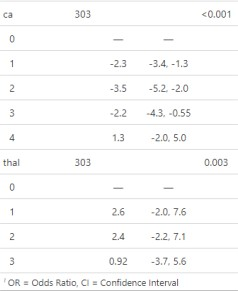 ca 303 <0.001
0 — —
1 -2.3 -3.4, -1.3
2 -3.5 -5.2, -2.0
3 -2.2 -4.3, -0.55
4 1.3 -2.0, 5.0
thal 303 0.003
0 — —
1 2.6 -2.0, 7.6
2 2.4 -2.2, 7.1
3 0.92 -3.7, 5.6
1 OR = Odds Ratio, CI = Confidence Interval